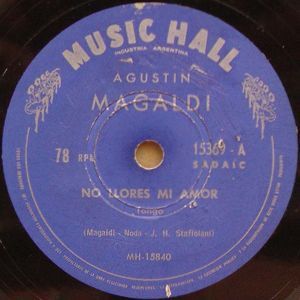 MUSIC HALL
INDUSTRIA ARGENTINA
AGUSTIN
MAGALDI
78 RPM
15369-A
SADAIC
NO LLORES MI AMOR
Tango
(Magaldi - Noda - J. H. Staffolani)
MH-15840